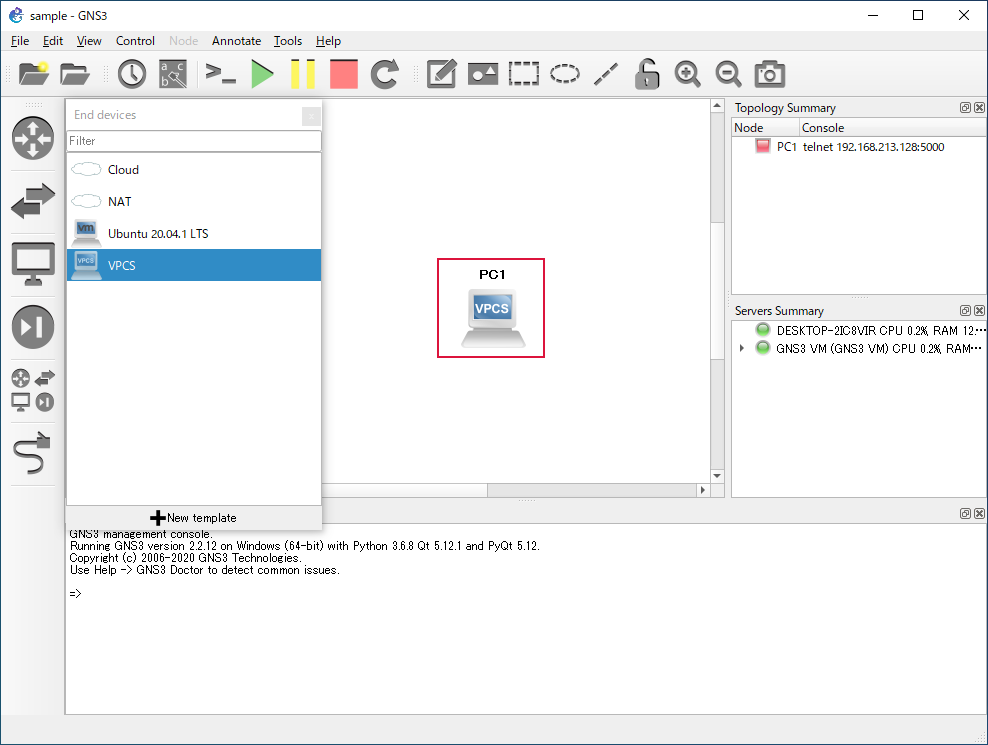 sample - GNS3
File Edit View Control Node Annotate Tools Help
a c
b
End devices
Filter
Cloud
NAT
vm Ubuntu 20.04.1 LTS
VPCS VPCS
New template
PC1
VPCS
Topology Summary
Node Console
PC1 telnet 192.168.213.128:5000
Servers Summary
DESKTOP-2IC8VIR CPU 0.2%, RAM 12.…
GNS3 VM (GNS3 VM) CPU 0.2%, RAM…
GNS3 management console.
Running GNS3 version 2.2.12 on Windows (64-bit) with Python 3.6.8 Qt 5.12.1 and PyQt 5.12.
Copyright (c) 2006-2020 GNS3 Technologies.
Use Help -> GNS3 Doctor to detect common issues.
=>